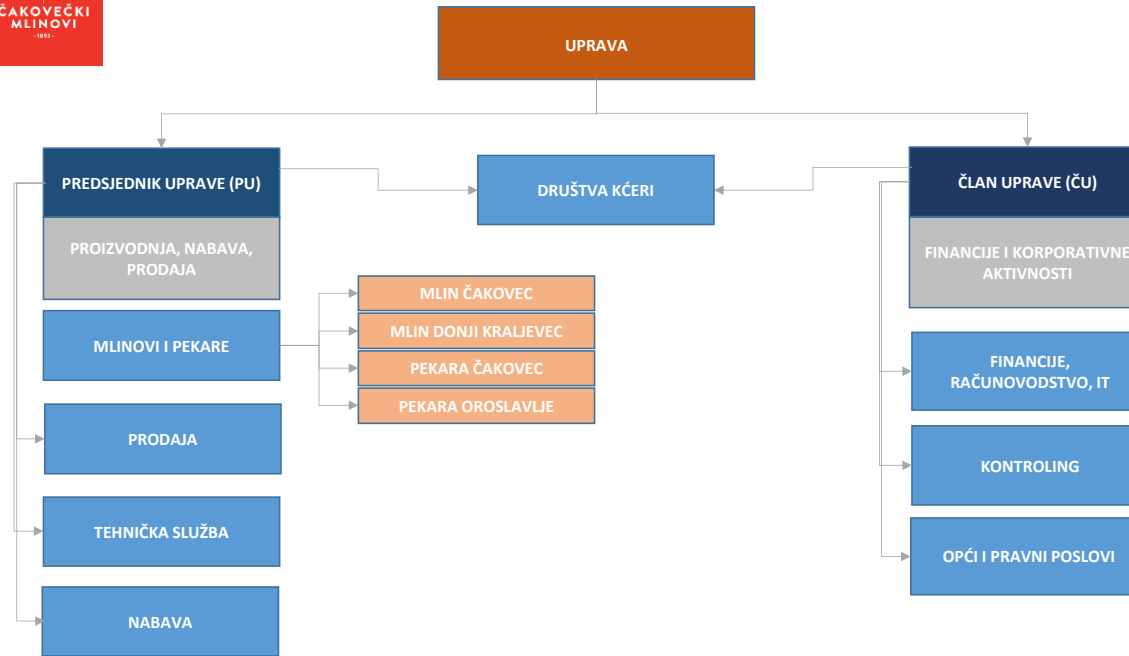 ČAKOVEČKI
MLINOVI
-1893-
UPRAVA
PREDSJEDNIK UPRAVE (PU)
PROIZVODNJA, NABAVA,
PRODAJA
DRUŠTVA KĆERI
ČLAN UPRAVE (ČU)
FINANCIJE I KORPORATIVNE
AKTIVNOSTI
MLINOVI I PEKARE
MLIN ČAKOVEC
MLIN DONJI KRALJEVEC
PEKARA ČAKOVEC
PEKARA OROSLAVLJE
PRODAJA
TEHNIČKA SLUŽBA
NABAVA
FINANCIJE,
RAČUNOVODSTVO, IT
KONTROLING
OPĆI I PRAVNI POSLOVI